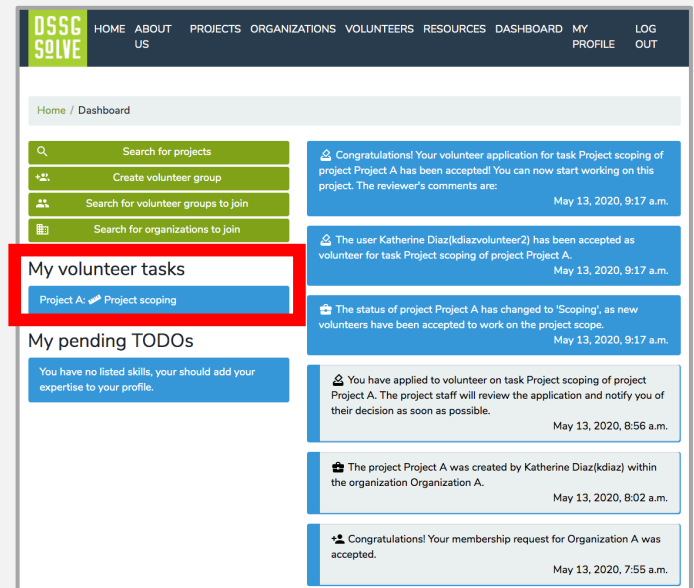 DSSG
SOLVE
HOME ABOUT US PROJECTS ORGANIZATIONS VOLUNTEERS RESOURCES DASHBOARD MY PROFILE LOG OUT
Home / Dashboard
Search for projects
Create volunteer group
Search for volunteer groups to join
Search for organizations to join
My volunteer tasks
Project A: Project scoping
My pending TODOs
You have no listed skills, your should add your
expertise to your profile.
Congratulations! Your volunteer application for task Project scoping of
project Project A has been accepted! You can now start working on this
project. The reviewer's comments are:
May 13, 2020, 9:17 a.m.
The user Katherine Diaz(kdiazvolunteer2) has been accepted as
volunteer for task Project scoping of project Project A.
May 13, 2020, 9:17 a.m.
The status of project Project A has changed to 'Scoping', as new
volunteers have been accepted to work on the project scope.
May 13, 2020, 9:17 a.m.
You have applied to volunteer on task Project scoping of project
Project A. The project staff will review the application and notify you of
their decision as soon as possible.
May 13, 2020, 8:56 a.m.
The project Project A was created by Katherine Diaz(kdiaz) within
the organization Organization A.
May 13, 2020, 8:02 a.m.
Congratulations! Your membership request for Organization A was
accepted.
May 13, 2020, 7:55 a.m.